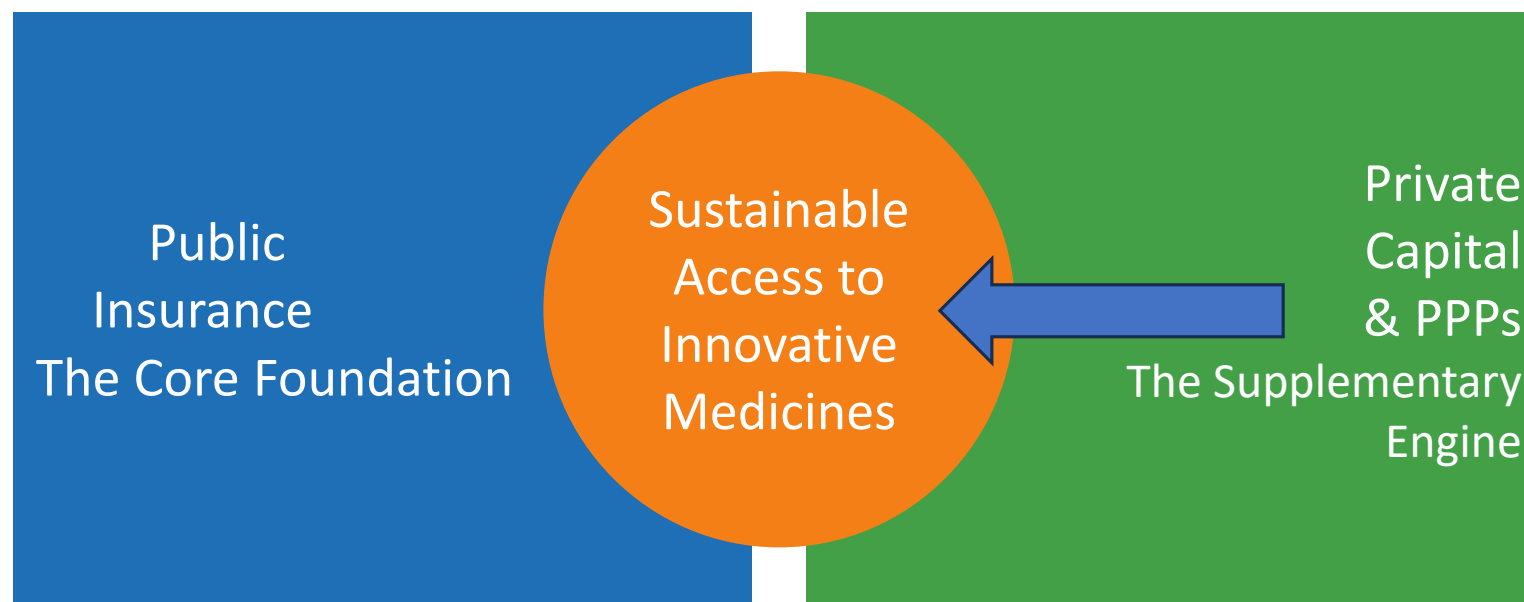 Public
Insurance
The Core Foundation
Sustainable
Access to
Innovative
Medicines
Private
Capital
& PPPs
The Supplementary
Engine